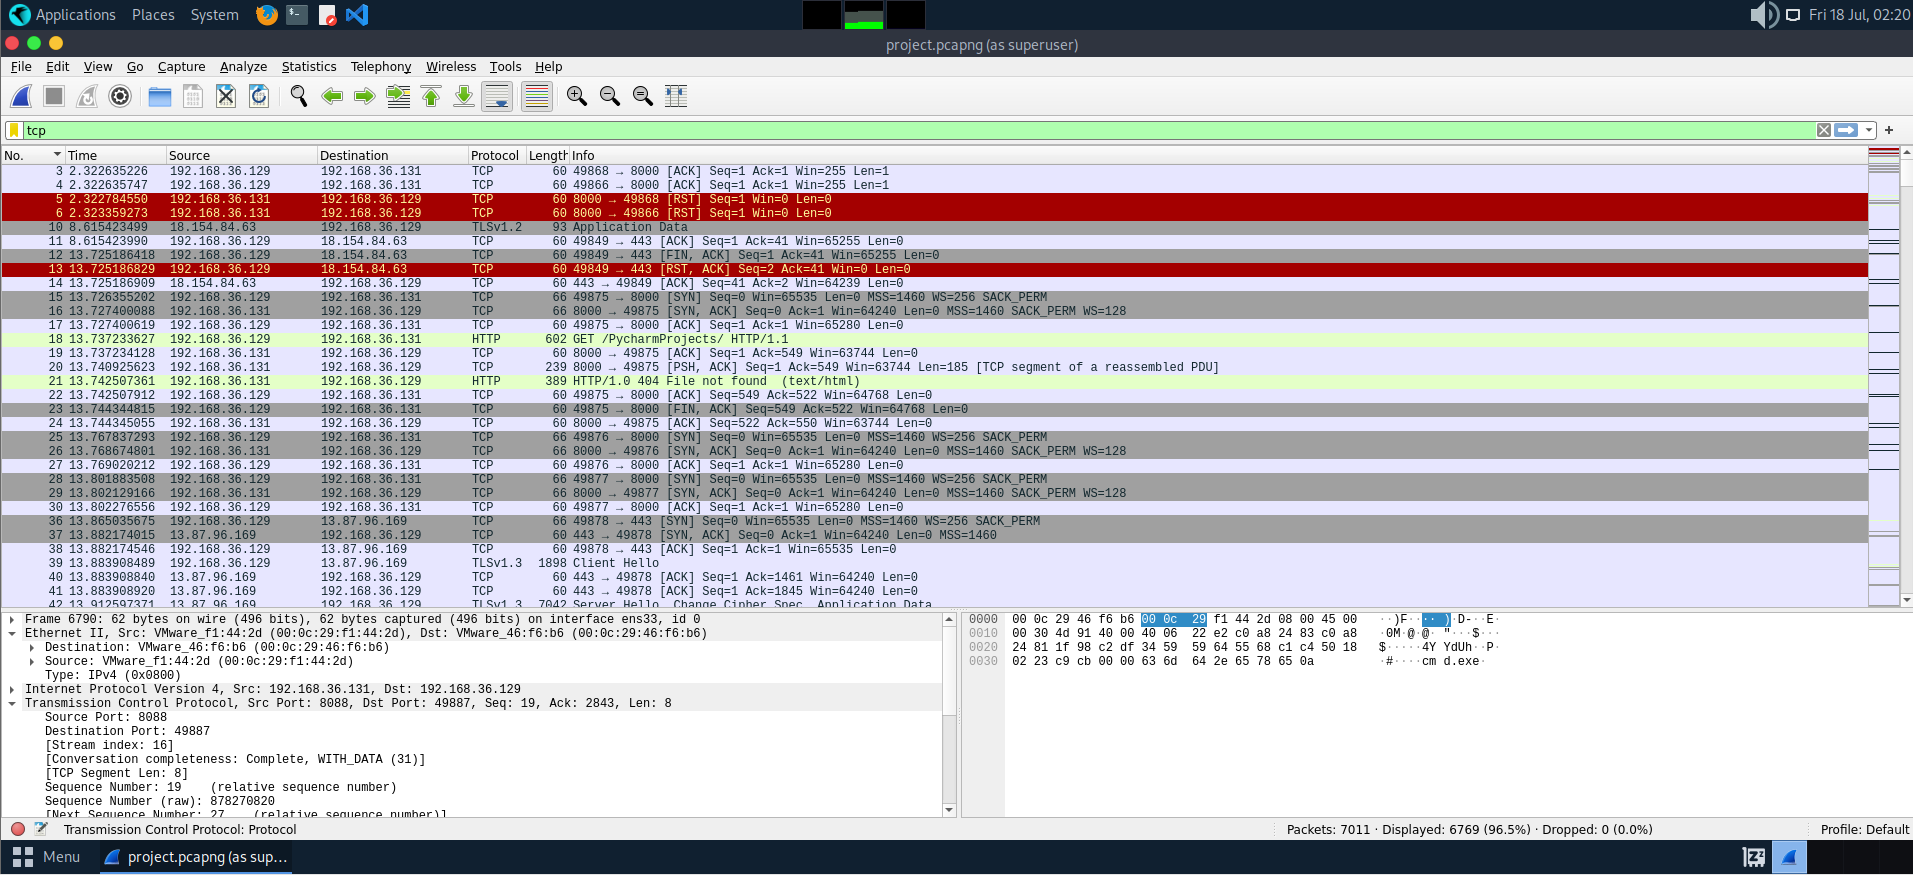 Applications Places System Fri 18 Jul, 02:20
project.pcapng (as superuser)
File Edit View Go Capture Analyze Statistics Telephony Wireless Tools Help
tcp
No. Time Source Destination Protocol Length Info
3 2.322635226 192.168.36.129 192.168.36.131 TCP 60 49868 → 8000 [ACK] Seq=1 Ack=1 Win=255 Len=1
4 2.322635747 192.168.36.129 192.168.36.131 TCP 60 49866 → 8000 [ACK] Seq=1 Ack=1 Win=255 Len=1
5 2.322784550 192.168.36.131 192.168.36.129 TCP 60 8000 → 49868 [RST] Seq=1 Win=0 Len=0
6 2.323359273 192.168.36.131 192.168.36.129 TCP 60 8000 → 49866 [RST] Seq=1 Win=0 Len=0
10 8.615423499 18.154.84.63 192.168.36.129 TLSv1.2 93 Application Data
11 8.615423990 192.168.36.129 18.154.84.63 TCP 60 49849 → 443 [ACK] Seq=1 Ack=41 Win=65255 Len=0
12 13.725186418 192.168.36.129 18.154.84.63 TCP 60 49849 → 443 [FIN, ACK] Seq=1 Ack=41 Win=65255 Len=0
13 13.725186829 192.168.36.129 18.154.84.63 TCP 60 49849 → 443 [RST, ACK] Seq=2 Ack=41 Win=0 Len=0
14 13.725186909 18.154.84.63 192.168.36.129 TCP 60 443 → 49849 [ACK] Seq=41 Ack=2 Win=64239 Len=0
15 13.726355202 192.168.36.129 192.168.36.131 TCP 66 49875 → 8000 [SYN] Seq=0 Win=65535 Len=0 MSS=1460 WS=256 SACK_PERM
16 13.727400088 192.168.36.131 192.168.36.129 TCP 66 8000 → 49875 [SYN, ACK] Seq=0 Ack=1 Win=64240 Len=0 MSS=1460 SACK_PERM WS=128
17 13.727400619 192.168.36.129 192.168.36.131 TCP 60 49875 → 8000 [ACK] Seq=1 Ack=1 Win=65280 Len=0
18 13.737233627 192.168.36.129 192.168.36.131 HTTP 602 GET /PycharmProjects/ HTTP/1.1
19 13.737234128 192.168.36.131 192.168.36.129 TCP 60 8000 → 49875 [ACK] Seq=1 Ack=549 Win=63744 Len=0
20 13.740925623 192.168.36.131 192.168.36.129 TCP 239 8000 → 49875 [PSH, ACK] Seq=1 Ack=549 Win=63744 Len=185 [TCP segment of a reassembled PDU]
21 13.742507361 192.168.36.131 192.168.36.129 HTTP 389 HTTP/1.0 404 File not found (text/html)
22 13.742507912 192.168.36.129 192.168.36.131 TCP 60 49875 → 8000 [ACK] Seq=549 Ack=522 Win=64768 Len=0
23 13.744344815 192.168.36.129 192.168.36.131 TCP 60 49875 → 8000 [FIN, ACK] Seq=549 Ack=522 Win=64768 Len=0
24 13.744345055 192.168.36.131 192.168.36.129 TCP 60 8000 → 49875 [ACK] Seq=522 Ack=550 Win=63744 Len=0
25 13.767837293 192.168.36.129 192.168.36.131 TCP 66 49876 → 8000 [SYN] Seq=0 Win=65535 Len=0 MSS=1460 WS=256 SACK_PERM
26 13.768674801 192.168.36.131 192.168.36.129 TCP 66 8000 → 49876 [SYN, ACK] Seq=0 Ack=1 Win=64240 Len=0 MSS=1460 SACK_PERM WS=128
27 13.769020212 192.168.36.129 192.168.36.131 TCP 60 49876 → 8000 [ACK] Seq=1 Ack=1 Win=65280 Len=0
28 13.801883508 192.168.36.129 192.168.36.131 TCP 66 49877 → 8000 [SYN] Seq=0 Win=65535 Len=0 MSS=1460 WS=256 SACK_PERM
29 13.802129166 192.168.36.131 192.168.36.129 TCP 66 8000 → 49877 [SYN, ACK] Seq=0 Ack=1 Win=64240 Len=0 MSS=1460 SACK_PERM WS=128
30 13.802276556 192.168.36.129 192.168.36.131 TCP 60 49877 → 8000 [ACK] Seq=1 Ack=1 Win=65280 Len=0
36 13.865035675 192.168.36.129 13.87.96.169 TCP 66 49878 → 443 [SYN] Seq=0 Win=65535 Len=0 MSS=1460 WS=256 SACK_PERM
37 13.882174015 13.87.96.169 192.168.36.129 TCP 60 443 → 49878 [SYN, ACK] Seq=0 Ack=1 Win=64240 Len=0 MSS=1460
38 13.882174546 192.168.36.129 13.87.96.169 TCP 60 49878 → 443 [ACK] Seq=1 Ack=1 Win=65535 Len=0
39 13.883908489 192.168.36.129 13.87.96.169 TLSv1.3 1898 Client Hello
40 13.883908840 13.87.96.169 192.168.36.129 TCP 60 443 → 49878 [ACK] Seq=1 Ack=1461 Win=64240 Len=0
41 13.883908920 13.87.96.169 192.168.36.129 TCP 60 443 → 49878 [ACK] Seq=1 Ack=1845 Win=64240 Len=0
42 13.912597371 13.87.96.169 192.168.36.129 TLSv1.3 7042 Server Hello, Change Cipher Spec, Application Data
Frame 6790: 62 bytes on wire (496 bits), 62 bytes captured (496 bits) on interface ens33, id 0
Ethernet II, Src: VMware_f1:44:2d (00:0c:29:f1:44:2d), Dst: VMware_46:f6:b6 (00:0c:29:46:f6:b6)
Destination: VMware_46:f6:b6 (00:0c:29:46:f6:b6)
Source: VMware_f1:44:2d (00:0c:29:f1:44:2d)
Type: IPv4 (0x0800)
Internet Protocol Version 4, Src: 192.168.36.131, Dst: 192.168.36.129
Transmission Control Protocol, Src Port: 8088, Dst Port: 49887, Seq: 19, Ack: 2843, Len: 8
Source Port: 8088
Destination Port: 49887
[Stream index: 16]
[Conversation completeness: Complete, WITH_DATA (31)]
[TCP Segment Len: 8]
Sequence Number: 19 (relative sequence number)
Sequence Number (raw): 878270820
[Next Sequence Number: 27 (relative sequence number)]
0000 00 0c 29 46 f6 b6 00 0c 29 f1 44 2d 08 00 45 00 ··)F···· )·D-··E·
0010 00 30 4d 91 40 00 40 06 22 e2 c0 a8 24 83 c0 a8 ·0M·@·@· "···$···
0020 24 81 1f 98 c2 df 34 59 59 64 55 68 c1 c4 50 18 $·····4Y YdUh··P·
0030 02 23 c9 cb 00 00 63 6d 64 2e 65 78 65 0a ·#····cm d.exe·
Transmission Control Protocol: Protocol Packets: 7011 · Displayed: 6769 (96.5%) · Dropped: 0 (0.0%) Profile: Default
Menu project.pcapng (as sup...